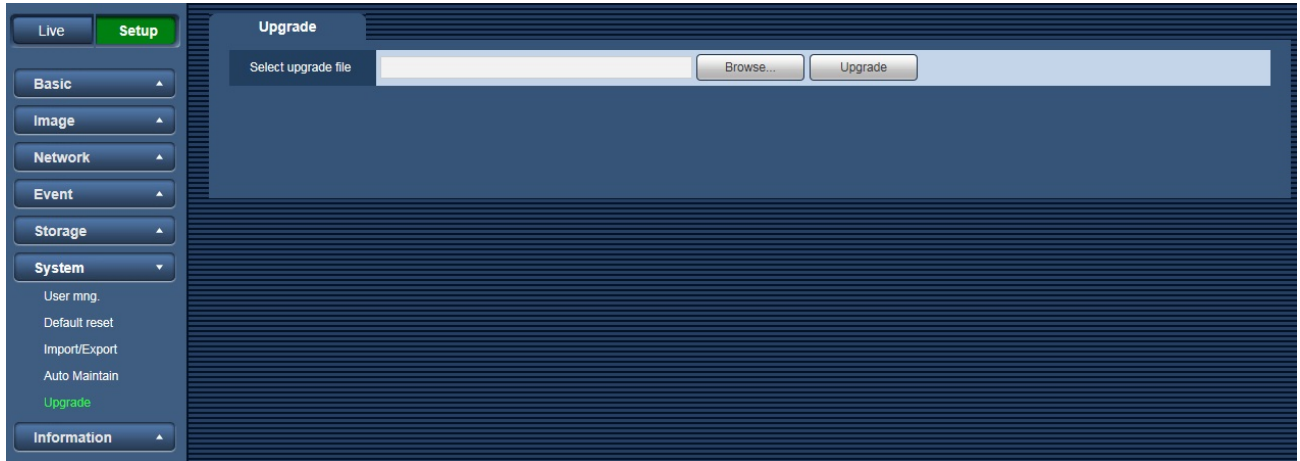 Live Setup
Basic
Image
Network
Event
Storage
System
User mng.
Default reset
Import/Export
Auto Maintain
Upgrade
Information
Upgrade
Select upgrade file Browse... Upgrade